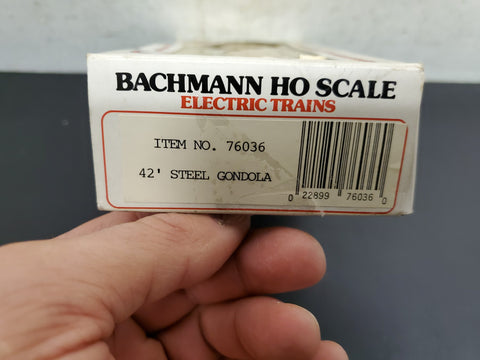 BACHMANN HO SCALE
ELECTRIC TRAINS
ITEM NO. 76036
42' STEEL GONDOLA
0 22899 76036 0